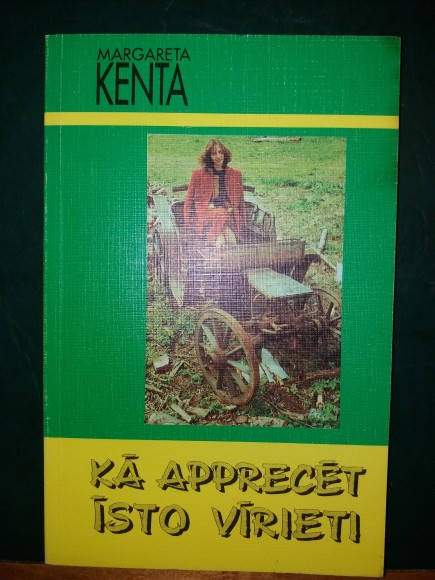 MARGARETA
KENTA
KĀ APPRECĒT
ĪSTO VĪRIETI